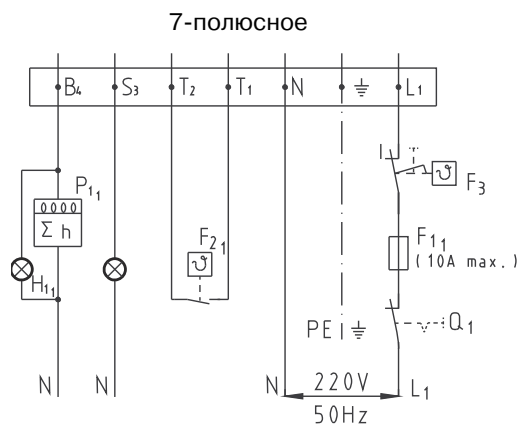 7-полюсное
B4 S3 T2 T1 N L1
P11
Σ h
H11
F21
ϑ
ϑ
F3
F11
(10A max.)
PE
Q1
N N N 220V L1
50Hz